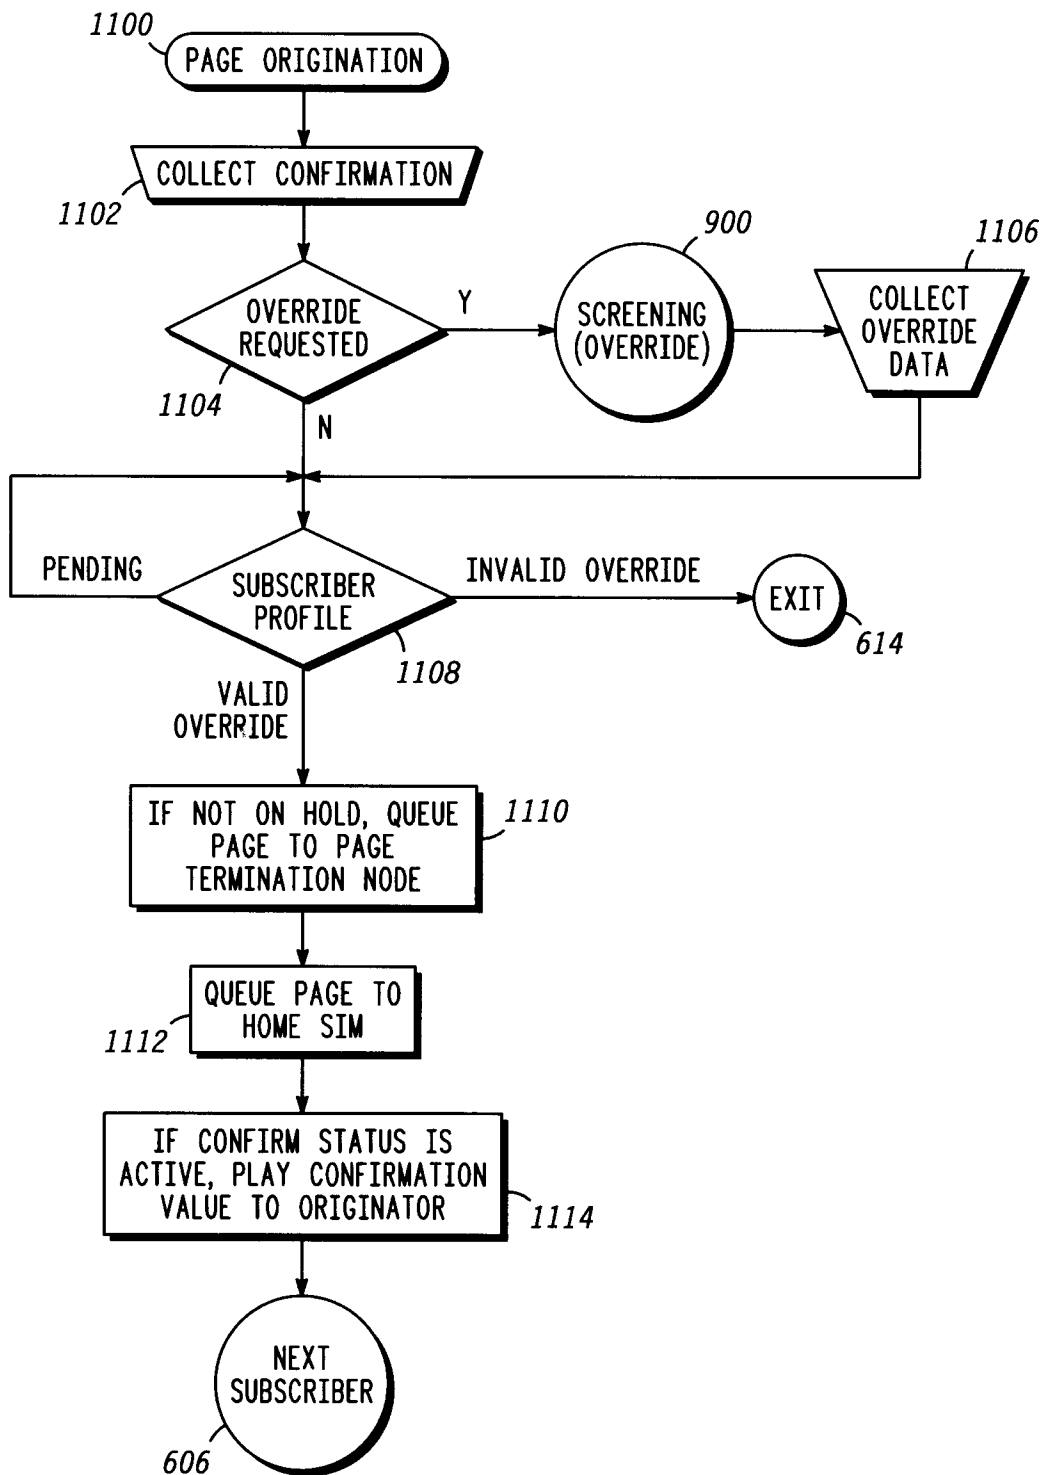 1100
PAGE ORIGINATION
COLLECT CONFIRMATION
1102
900
1106
OVERRIDE
REQUESTED
1104
Y
N
SCREENING
(OVERRIDE)
COLLECT
OVERRIDE
DATA
PENDING
SUBSCRIBER
PROFILE
1108
INVALID OVERRIDE
EXIT
614
VALID
OVERRIDE
IF NOT ON HOLD, QUEUE
PAGE TO PAGE
TERMINATION NODE
1110
QUEUE PAGE TO
HOME SIM
1112
IF CONFIRM STATUS IS
ACTIVE, PLAY CONFIRMATION
VALUE TO ORIGINATOR
1114
NEXT
SUBSCRIBER
606